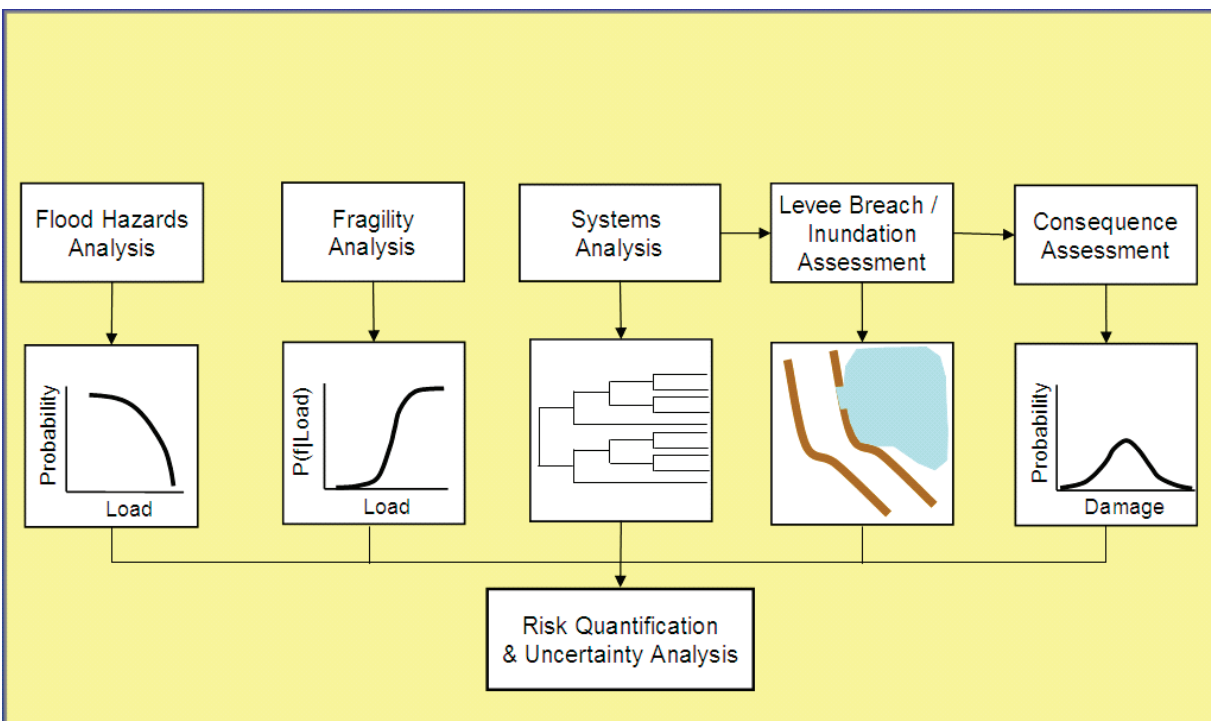 Flood Hazards
Analysis
Fragility
Analysis
Systems
Analysis
Levee Breach /
Inundation
Assessment
Consequence
Assessment
Probability
Load
P(f|Load)
Load
Probability
Damage
Risk Quantification
& Uncertainty Analysis